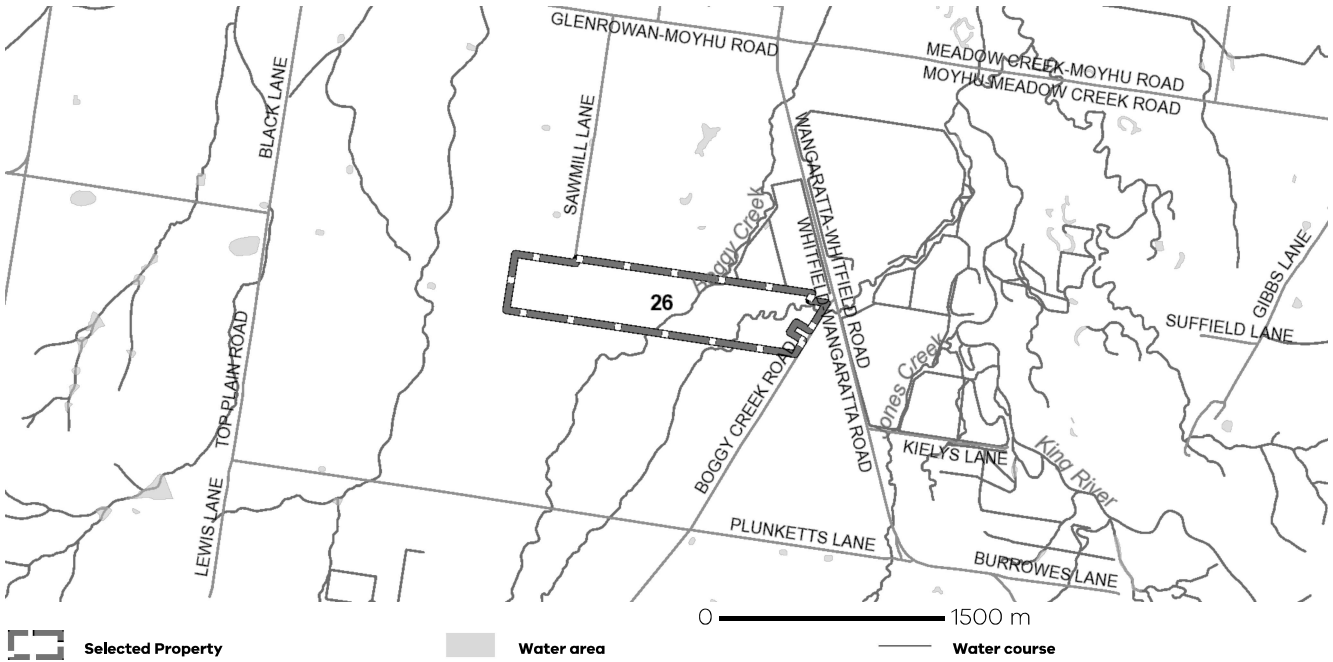 GLENROWAN-MOYHU ROAD
MEADOW CREEK-MOYHU ROAD
MOYHU-MEADOW CREEK ROAD
BLACK LANE
SAWMILL LANE
WANGARATTA-WHITFIELD ROAD
WHITFIELD-WANGARATTA ROAD
Boggy Creek
26
GIBBS LANE
SUFFIELD LANE
TOP PLAIN ROAD
BOGGY CREEK ROAD
Jones Creek
KIELYS LANE
King River
LEWIS LANE
PLUNKETTS LANE
BURROWES LANE
0 1500 m
Selected Property
Water area
Water course